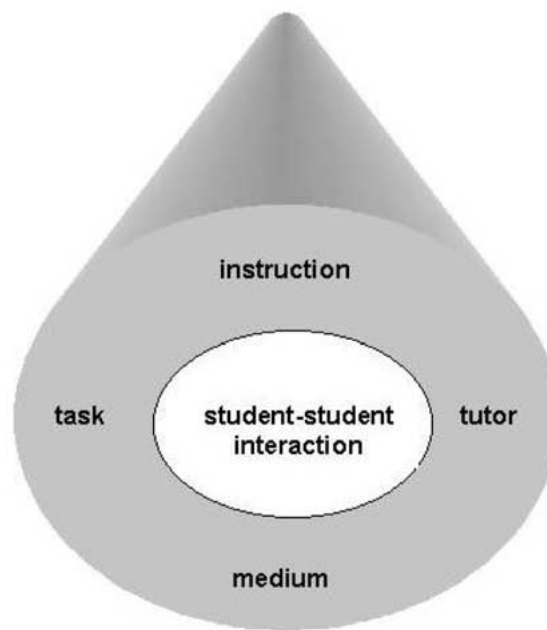 instruction
task
student-student
interaction
tutor
medium